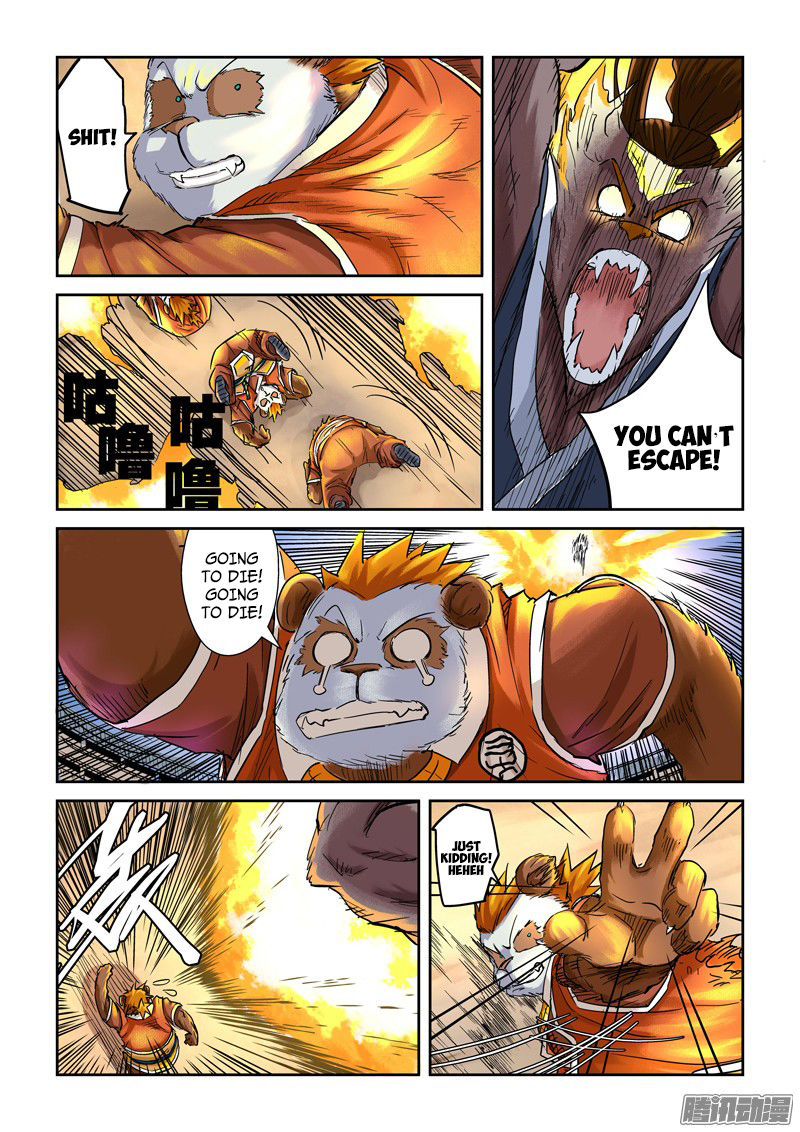 SHIT!
YOU CAN'T
ESCAPE!
咕噜
咕噜
GOING
TO DIE!
GOING
TO DIE!
JUST
KIDDING!
HEHEH
腾讯动漫